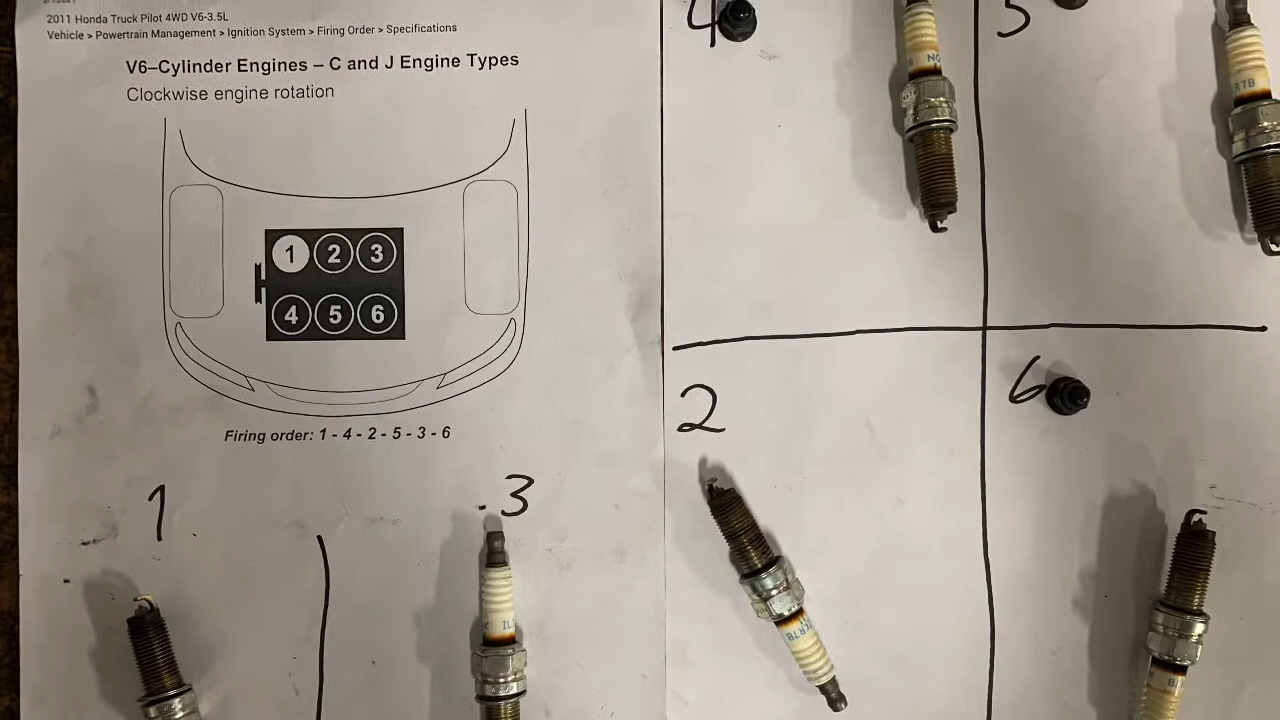 2011 Honda Truck Pilot 4WD V6-3.5L
Vehicle > Powertrain Management > Ignition System > Firing Order > Specifications
V6–Cylinder Engines – C and J Engine Types
Clockwise engine rotation
1 2 3
4 5 6
Firing order: 1 - 4 - 2 - 5 - 3 - 6
1
3
4
5
NG
R7B
2
6